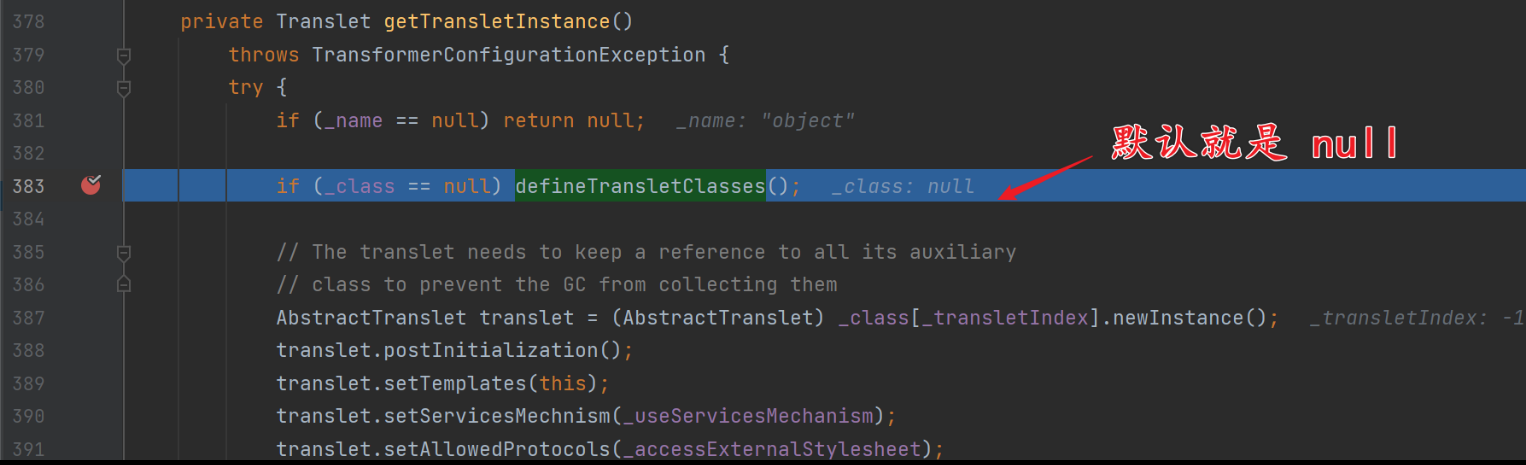 378 private Translet getTransletInstance()
379 throws TransformerConfigurationException {
380 try {
381 if (_name == null) return null; _name: "object"
默认就是 null
382
383 if (_class == null) defineTransletClasses(); _class: null
384
385 // The translet needs to keep a reference to all its auxiliary
386 // class to prevent the GC from collecting them
387 AbstractTranslet translet = (AbstractTranslet) _class[_transletIndex].newInstance(); _transletIndex: -1
388 translet.postInitialization();
389 translet.setTemplates(this);
390 translet.setServicesMechnism(_useServicesMechanism);
391 translet.setAllowedProtocols(_accessExternalStylesheet);